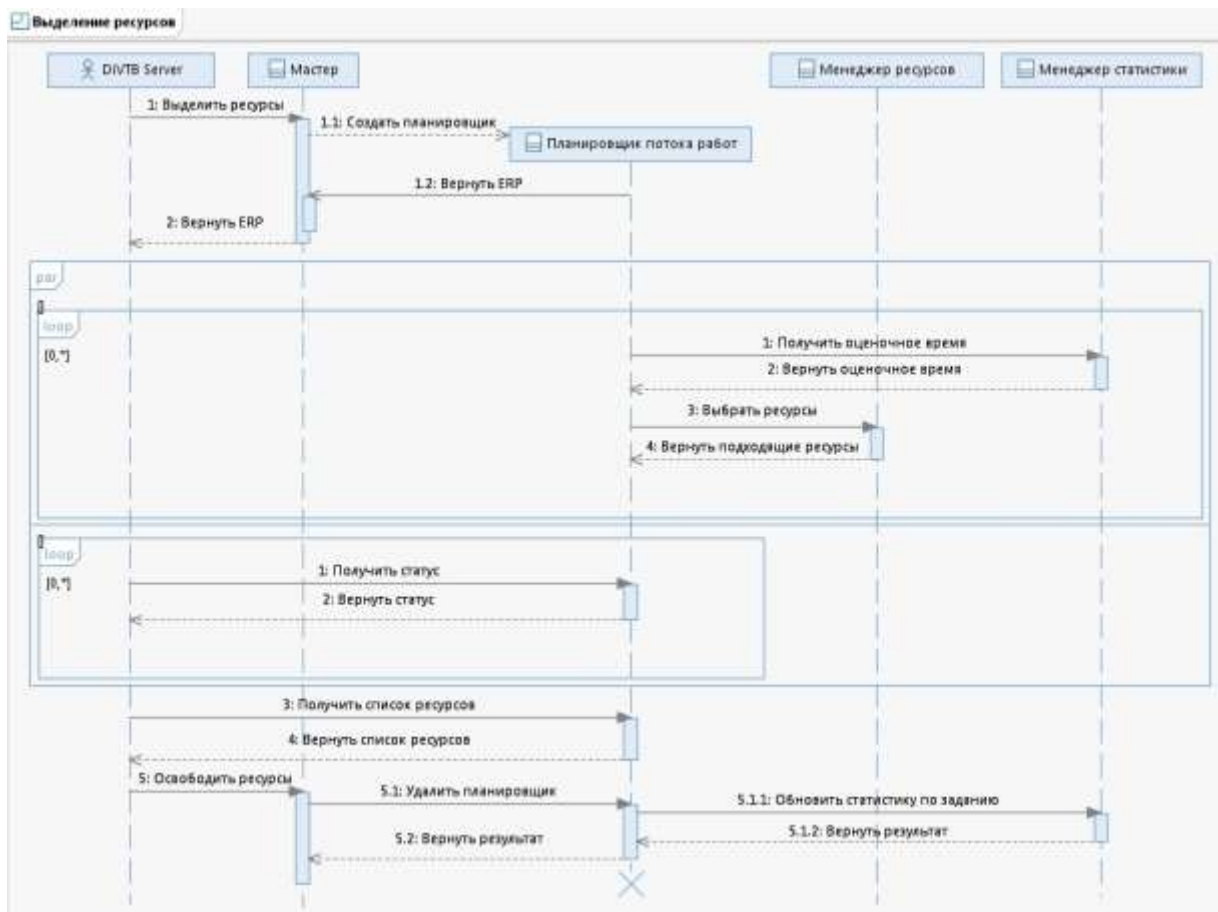 Выделение ресурсов
DIVTB Server
Мастер
Менеджер ресурсов
Менеджер статистики
1: Выделить ресурсы
1.1: Создать планировщик
Планировщик потока работ
1.2: Вернуть ERP
2: Вернуть ERP
par
[]
loop
[0,*]
1: Получить оценочное время
2: Вернуть оценочное время
3: Выбрать ресурсы
4: Вернуть подходящие ресурсы
[]
loop
[0,*]
1: Получить статус
2: Вернуть статус
3: Получить список ресурсов
4: Вернуть список ресурсов
5: Освободить ресурсы
5.1: Удалить планировщик
5.1.1: Обновить статистику по заданию
5.1.2: Вернуть результат
5.2: Вернуть результат